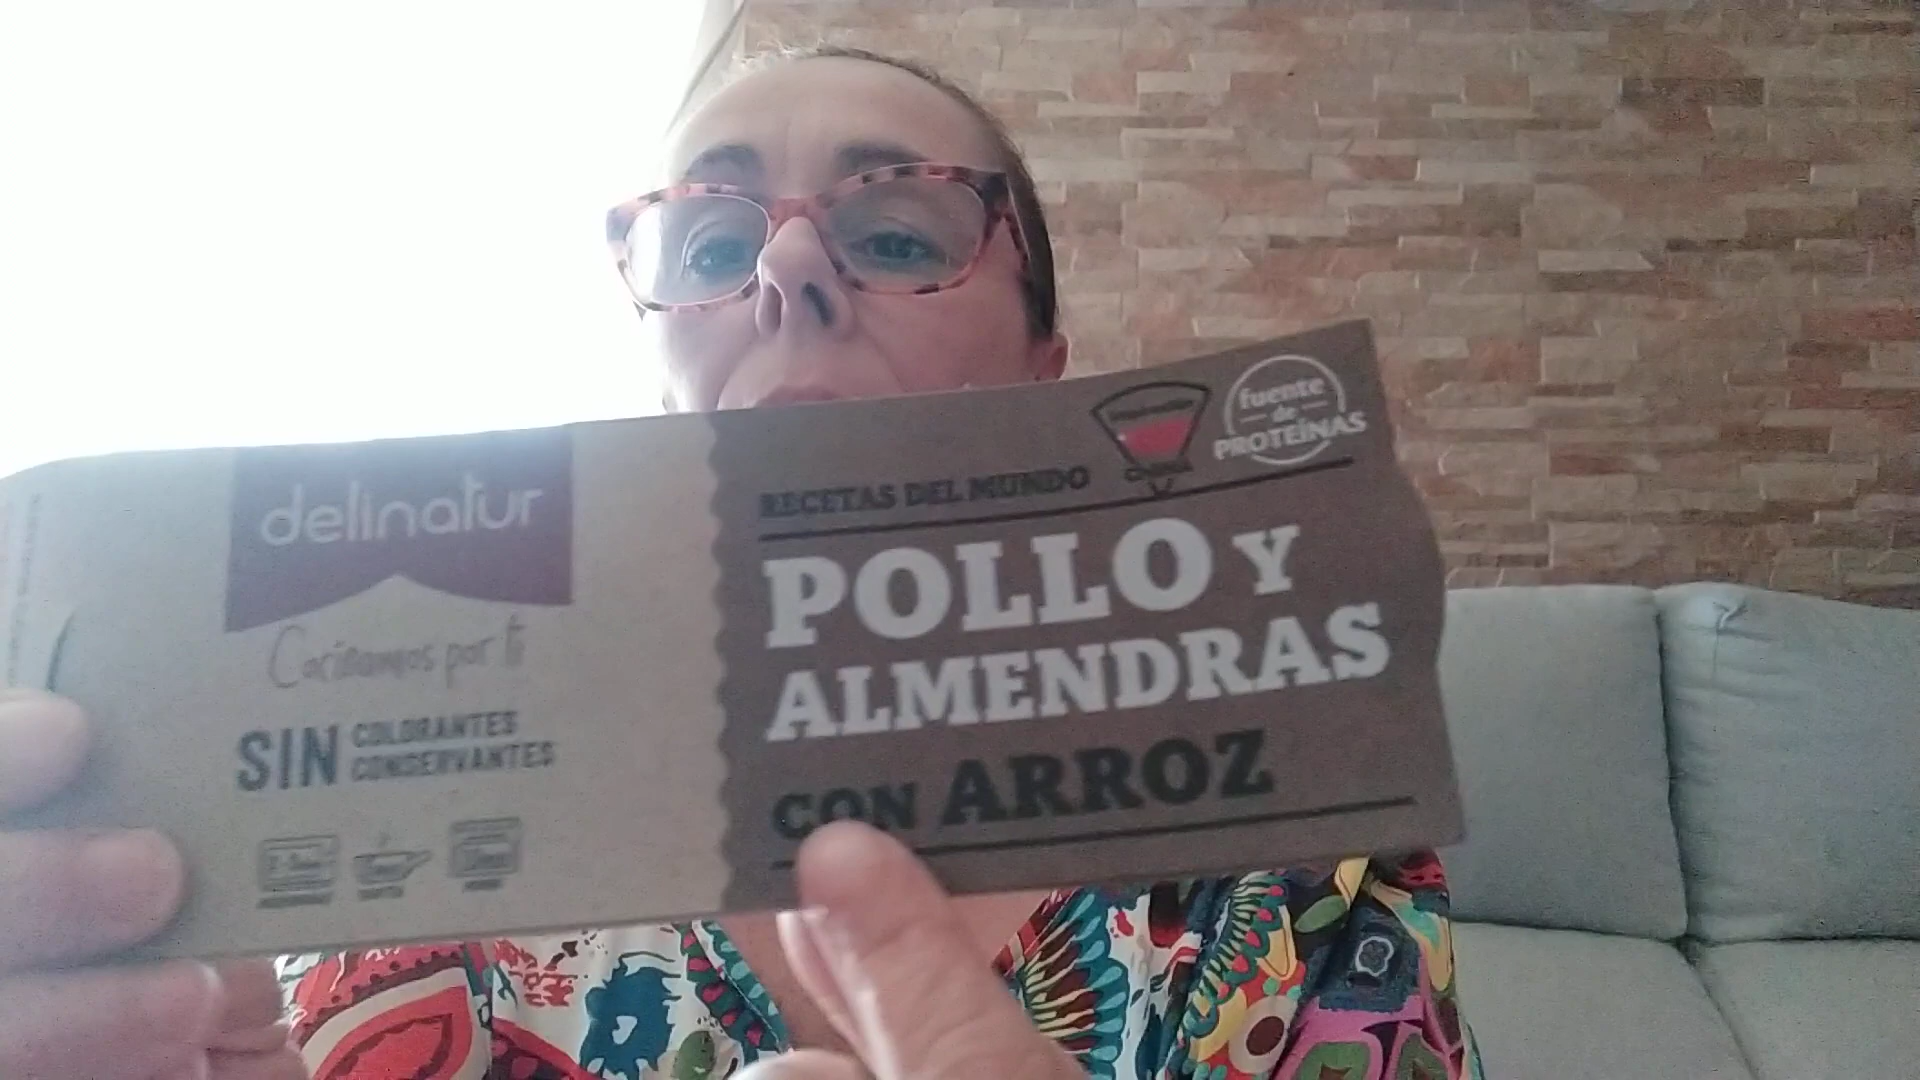 delinatur
Cocinamos por ti
SIN COLORANTES
CONSERVANTES
RECETAS DEL MUNDO
fuente
de
PROTEÍNAS
POLLO Y
ALMENDRAS
CON ARROZ